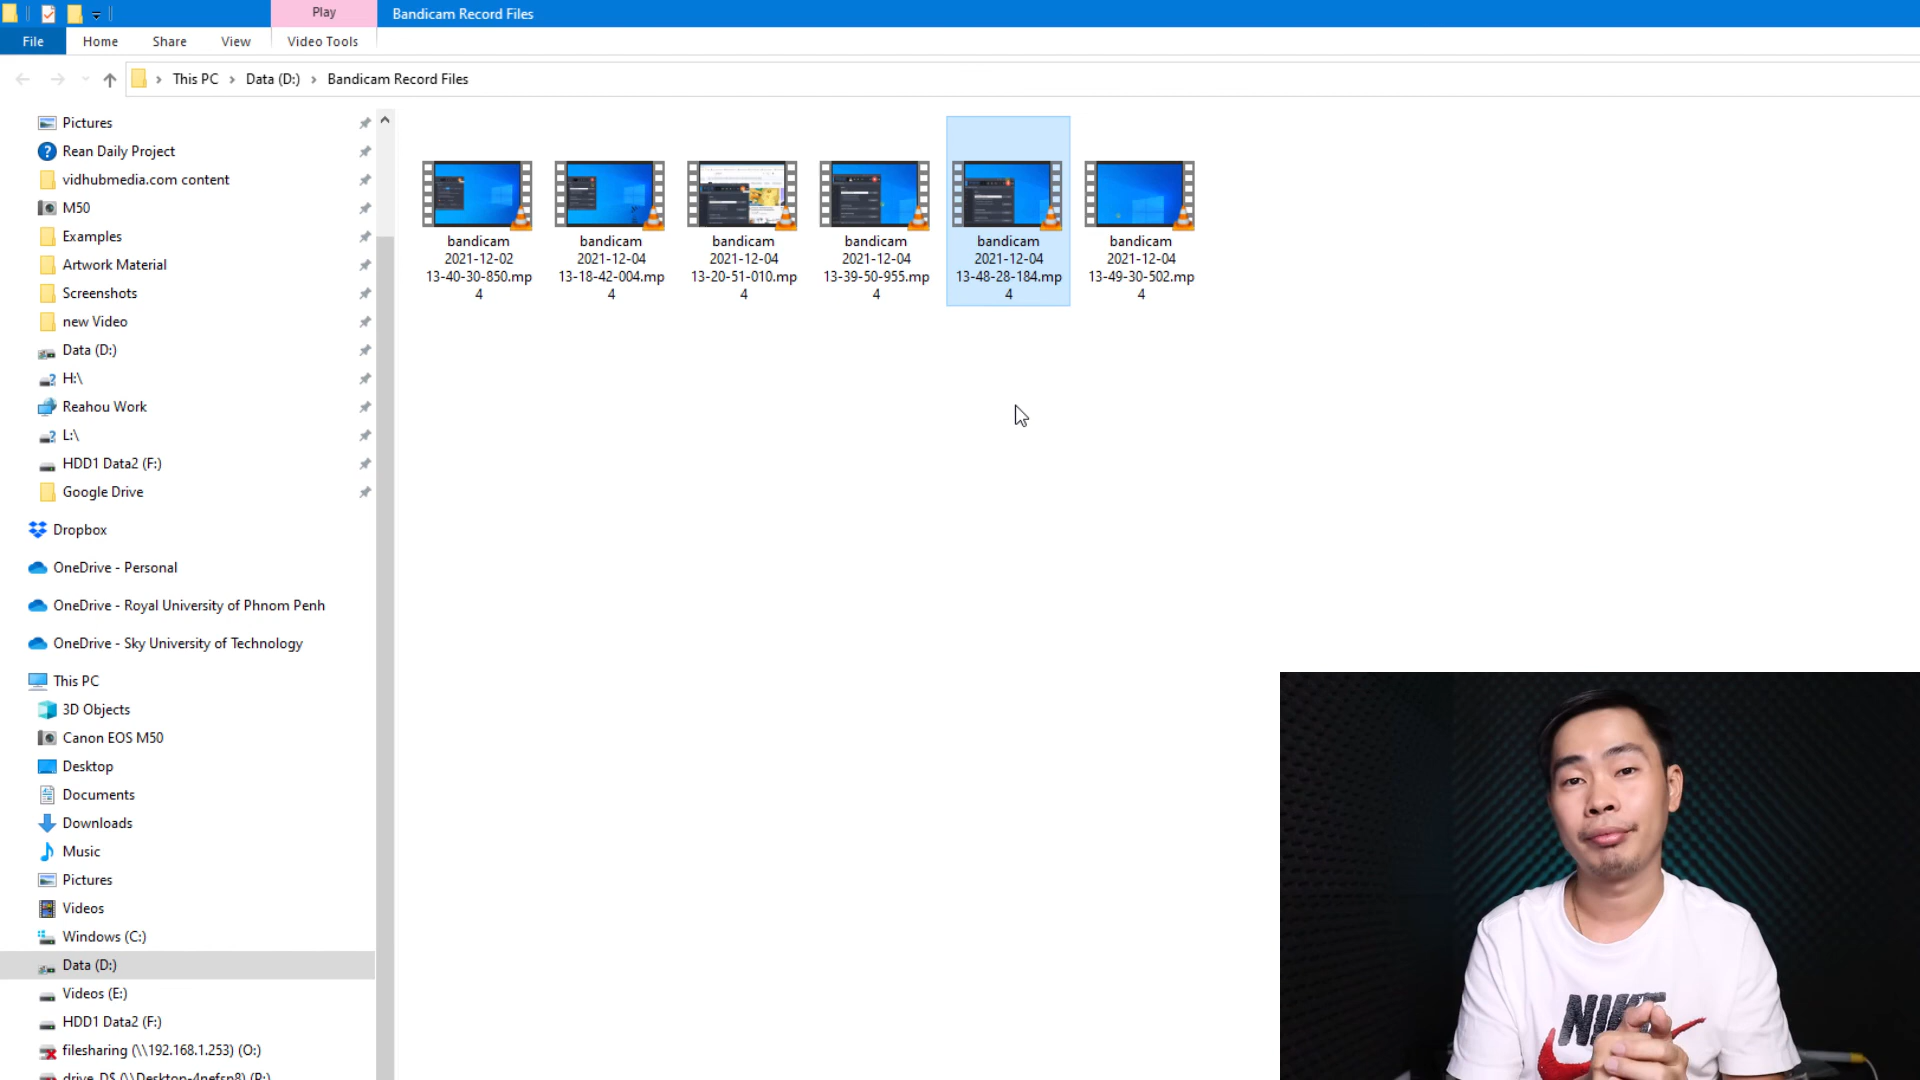 Play
Bandicam Record Files
File
Home
Share
View
Video Tools
This PC
Data (D:)
Bandicam Record Files
Pictures
Rean Daily Project
vidhubmedia.com content
M50
Examples
Artwork Material
Screenshots
new Video
Data (D:)
H:\
Reahou Work
L:\
HDD1 Data2 (F:)
Google Drive
Dropbox
OneDrive - Personal
OneDrive - Royal University of Phnom Penh
OneDrive - Sky University of Technology
This PC
3D Objects
Canon EOS M50
Desktop
Documents
Downloads
Music
Pictures
Videos
Windows (C:)
Data (D:)
Videos (E:)
HDD1 Data2 (F:)
filesharing (\\192.168.1.253) (O:)
bandicam
2021-12-02
13-40-30-850.mp
4
bandicam
2021-12-04
13-18-42-004.mp
4
bandicam
2021-12-04
13-20-51-010.mp
4
bandicam
2021-12-04
13-39-50-955.mp
4
bandicam
2021-12-04
13-48-28-184.mp
4
bandicam
2021-12-04
13-49-30-502.mp
4